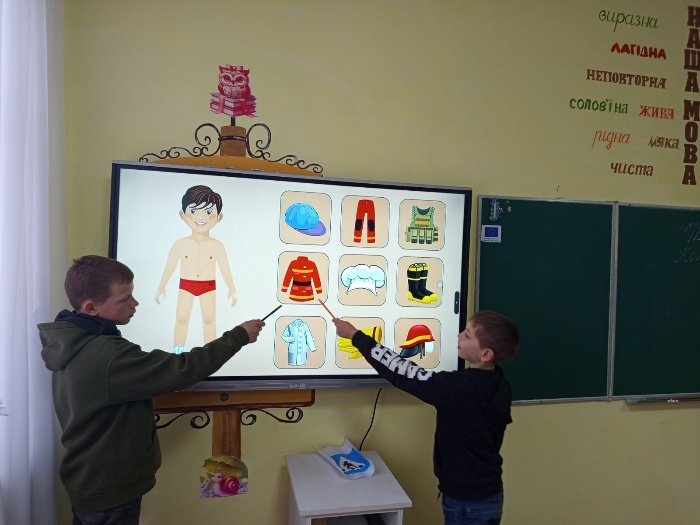 виразна
ЛАГІДНА
НЕПОВТОРНА
СОЛОВ'ЇНА ЖИВА
рідна м'яка
чиста
НАША МОВА
GAMER